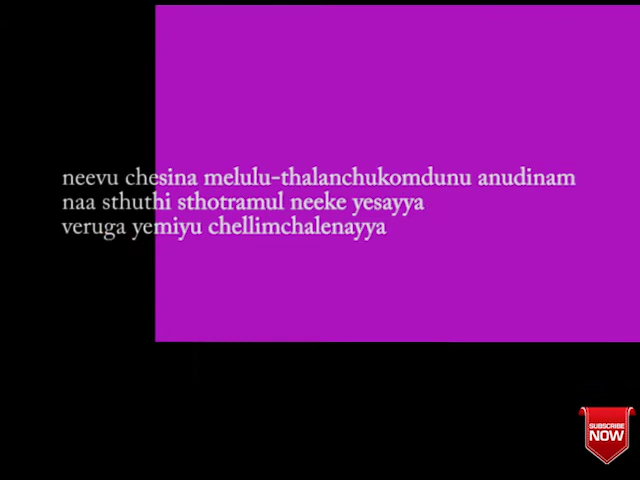 neevu chesina melulu-thalanchukomdunu anudinam
naa sthuthi sthotramul neeke yesayya
veruga yemiyu chellimchalenayya
SUBSCRIBE
NOW